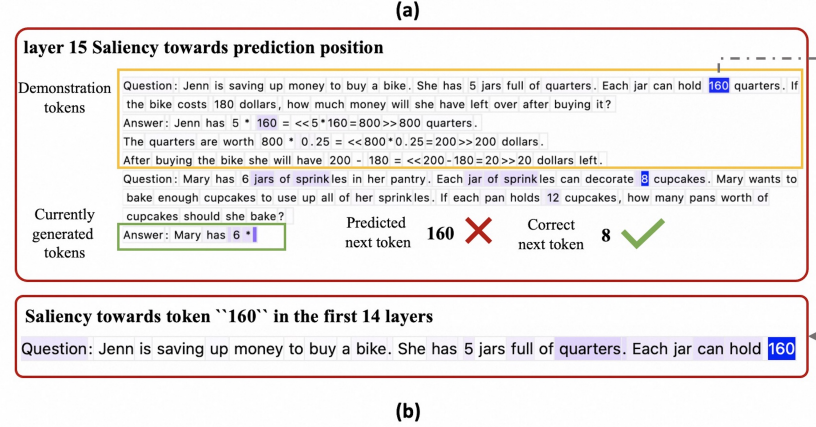 (a)
layer 15 Saliency towards prediction position
Demonstration tokens
Question: Jenn is saving up money to buy a bike. She has 5 jars full of quarters. Each jar can hold 160 quarters. If
the bike costs 180 dollars, how much money will she have left over after buying it?
Answer: Jenn has 5 * 160 = <<5*160=800>>800 quarters.
The quarters are worth 800 * 0.25 = <<800*0.25=200>>200 dollars.
After buying the bike she will have 200 - 180 = <<200-180=20>>20 dollars left.
Question: Mary has 6 jars of sprinkles in her pantry. Each jar of sprinkles can decorate 8 cupcakes. Mary wants to
bake enough cupcakes to use up all of her sprinkles. If each pan holds 12 cupcakes, how many pans worth of
cupcakes should she bake?
Currently generated tokens
Answer: Mary has 6 *
Predicted next token 160
Correct next token 8
Saliency towards token ``160`` in the first 14 layers
Question: Jenn is saving up money to buy a bike. She has 5 jars full of quarters. Each jar can hold 160
(b)